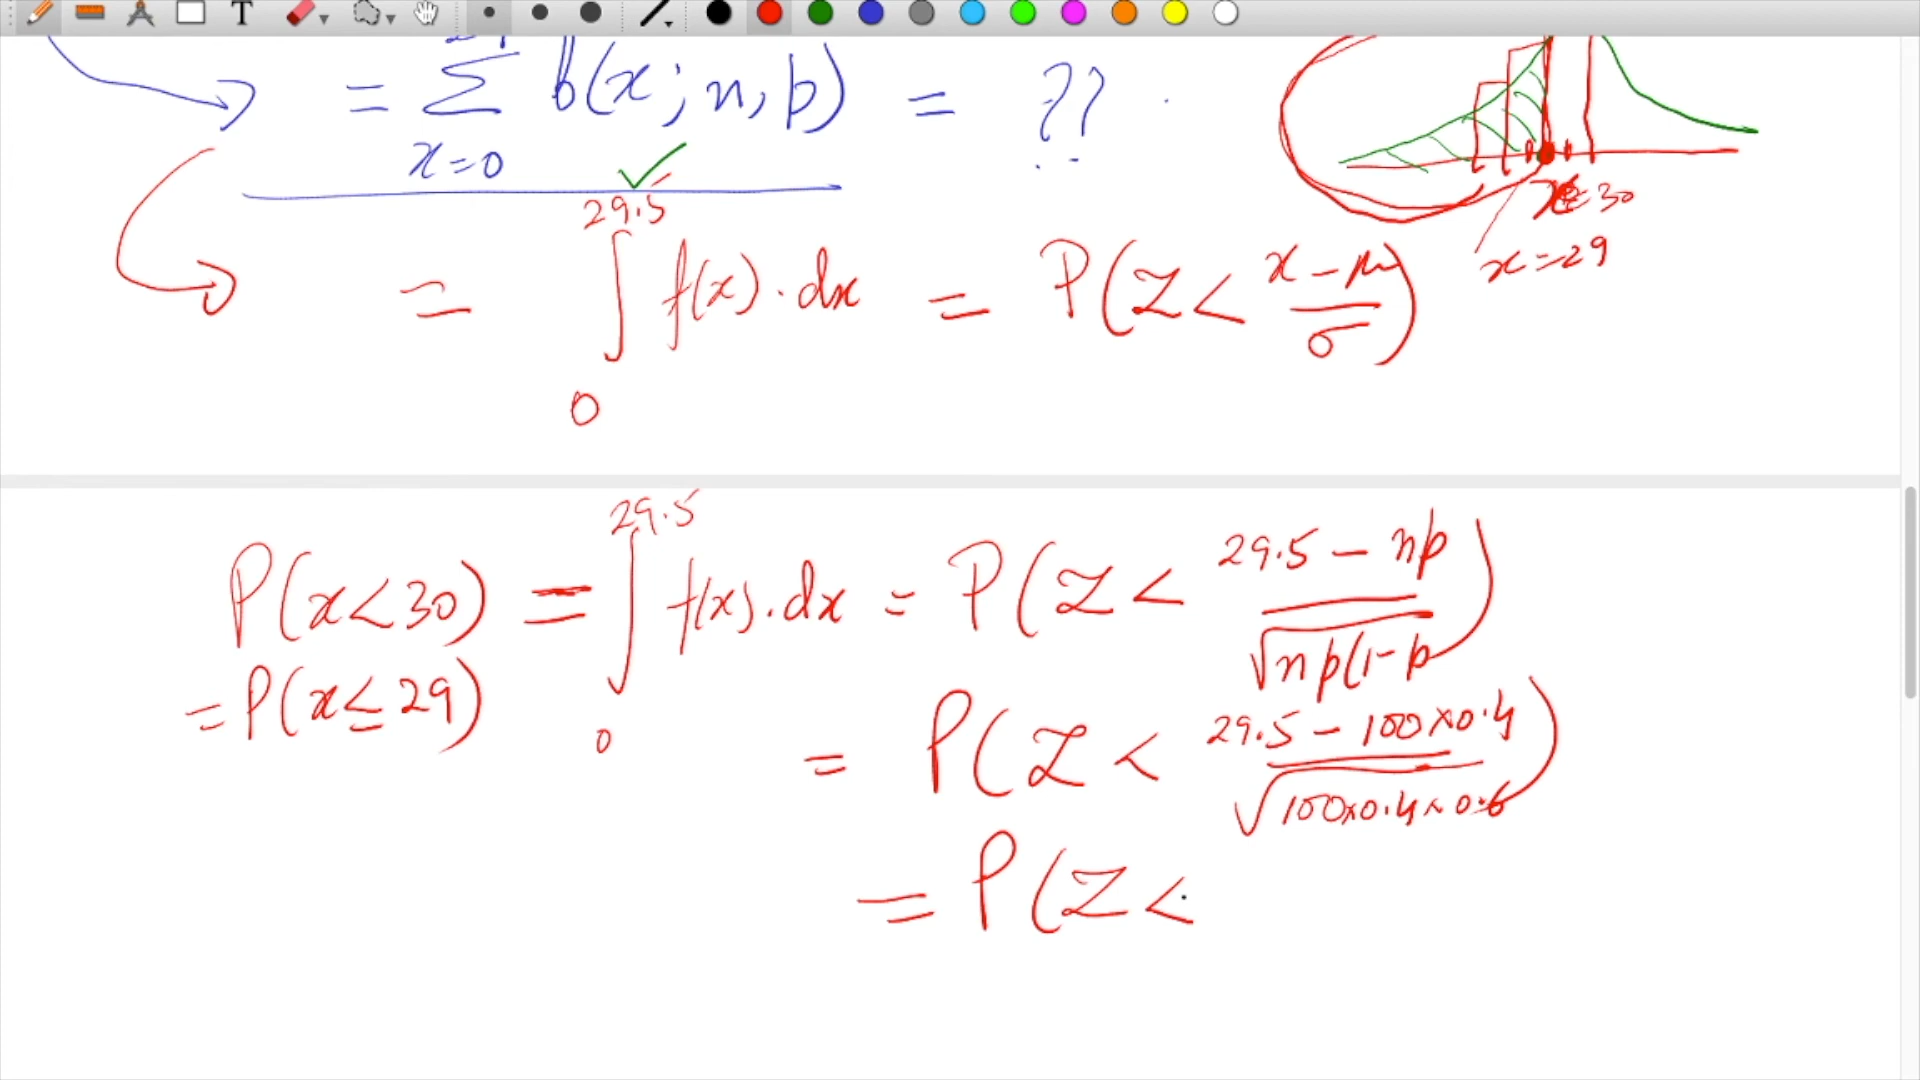 T
= Σ b(x; n, p) = ??
x=0
29.5
x=30
x=29
= ∫ f(x).dx = P(Z < (x-μ)/σ)
0
29.5
P(x<30) = ∫ f(x).dx = P(Z < (29.5 - np)/√np(1-p)
=P(x≤29)
0
= P(Z < (29.5 - 100×0.4)/√100×0.4×0.6)
= P(Z <